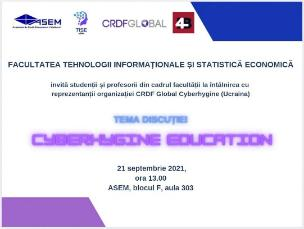 ASEM
TISE
CRDFGLOBAL
FACULTATEA TEHNOLOGII INFORMAȚIONALE ȘI STATISTICĂ ECONOMICĂ
invită studenții și profesorii din cadrul facultății la întâlnirea cu
reprezentanții organizației CRDF Global Cyberhygine (Ucraina)
TEMA DISCUȚIEI
CYBERHYGINE EDUCATION
21 septembrie 2021,
ora 13.00
ASEM, blocul F, aula 303